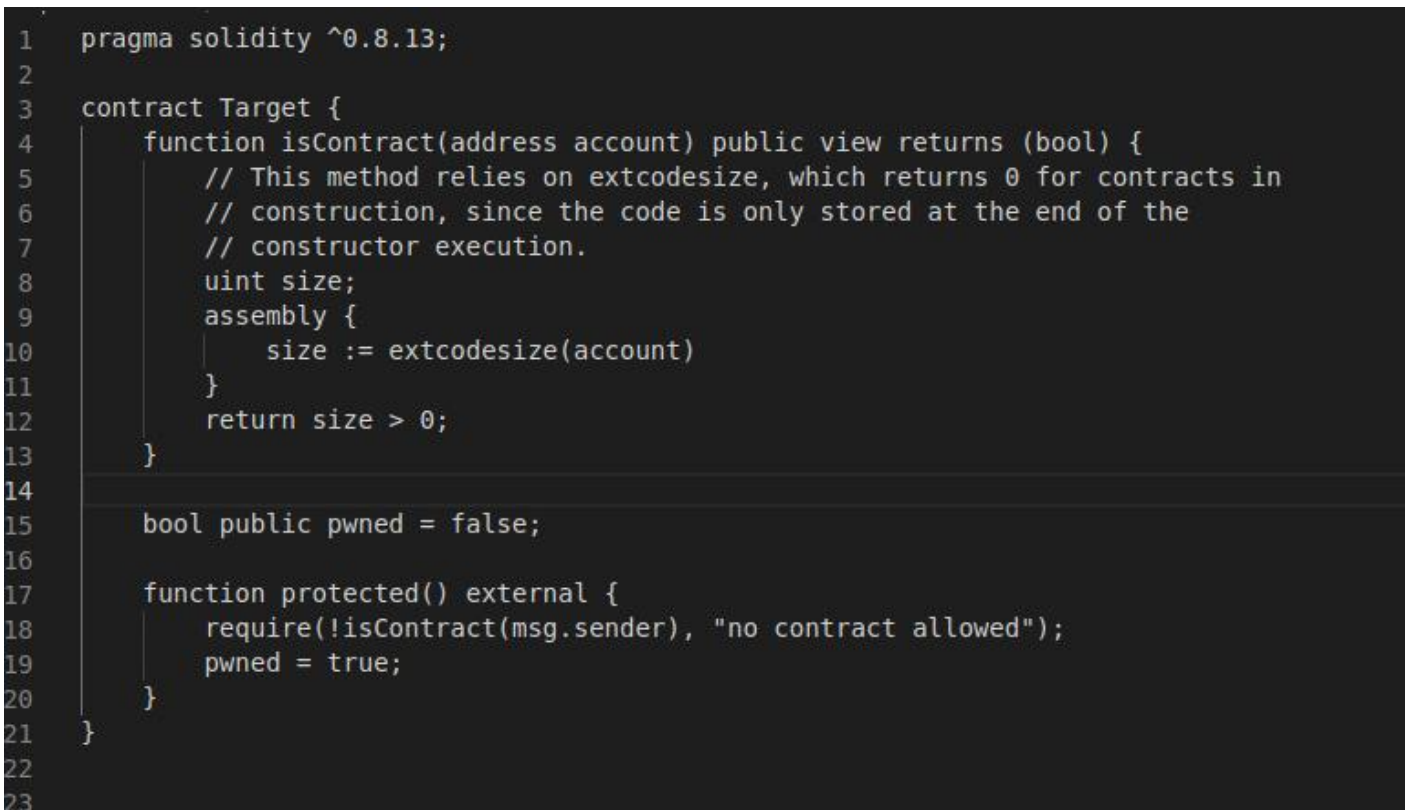 1 pragma solidity ^0.8.13;
2
3 contract Target {
4 function isContract(address account) public view returns (bool) {
5 // This method relies on extcodesize, which returns 0 for contracts in
6 // construction, since the code is only stored at the end of the
7 // constructor execution.
8 uint size;
9 assembly {
10 size := extcodesize(account)
11 }
12 return size > 0;
13 }
14
15 bool public pwned = false;
16
17 function protected() external {
18 require(!isContract(msg.sender), "no contract allowed");
19 pwned = true;
20 }
21 }
22
23